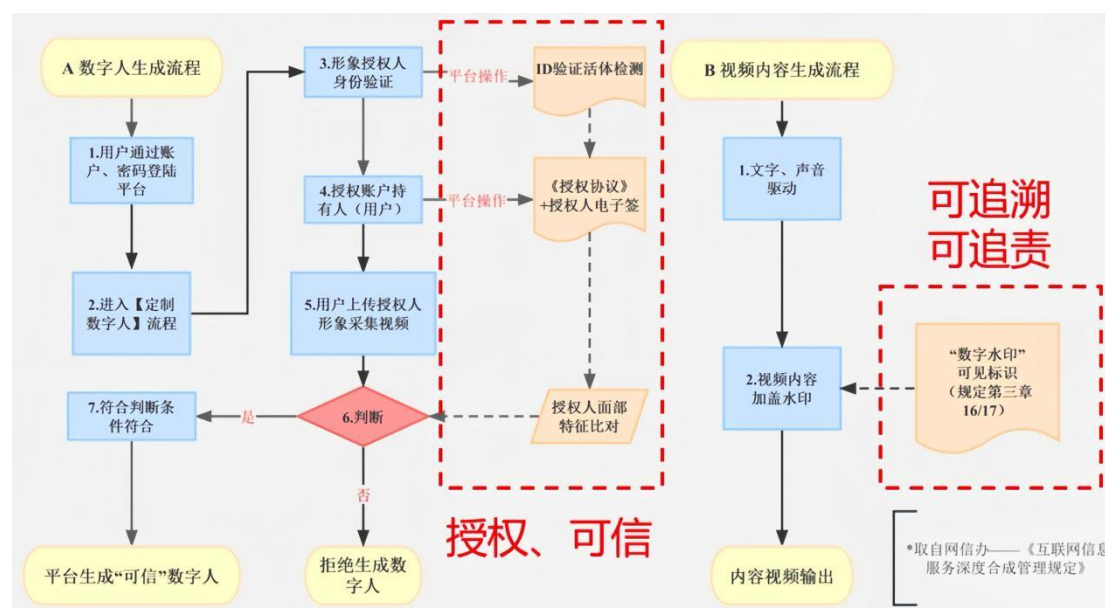 A 数字人生成流程
1.用户通过账
户、密码登陆
平台
2.进入【定制
数字人】流程
3.形象授权人
身份验证
平台操作
ID验证活体检测
4.授权账户持
有人（用户）
平台操作
《授权协议》
+授权人电子签
5.用户上传授权人
形象采集视频
6.判断
授权人面部
特征比对
是
7.符合判断条
件符合
否
平台生成“可信”数字人
拒绝生成数
字人
授权、可信
B 视频内容生成流程
1.文字、声音
驱动
可追溯
可追责
2.视频内容
加盖水印
“数字水印”
可见标识
（规定第三章
16/17）
内容视频输出
*取自网信办——《互联网信息
服务深度合成管理规定》